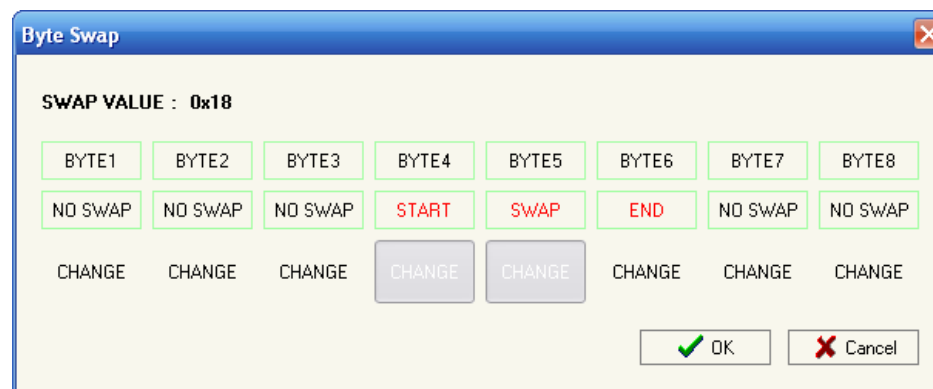 Byte Swap
SWAP VALUE : 0x18
BYTE1 BYTE2 BYTE3 BYTE4 BYTE5 BYTE6 BYTE7 BYTE8
NO SWAP NO SWAP NO SWAP START SWAP END NO SWAP NO SWAP
CHANGE CHANGE CHANGE CHANGE CHANGE CHANGE CHANGE CHANGE
OK Cancel